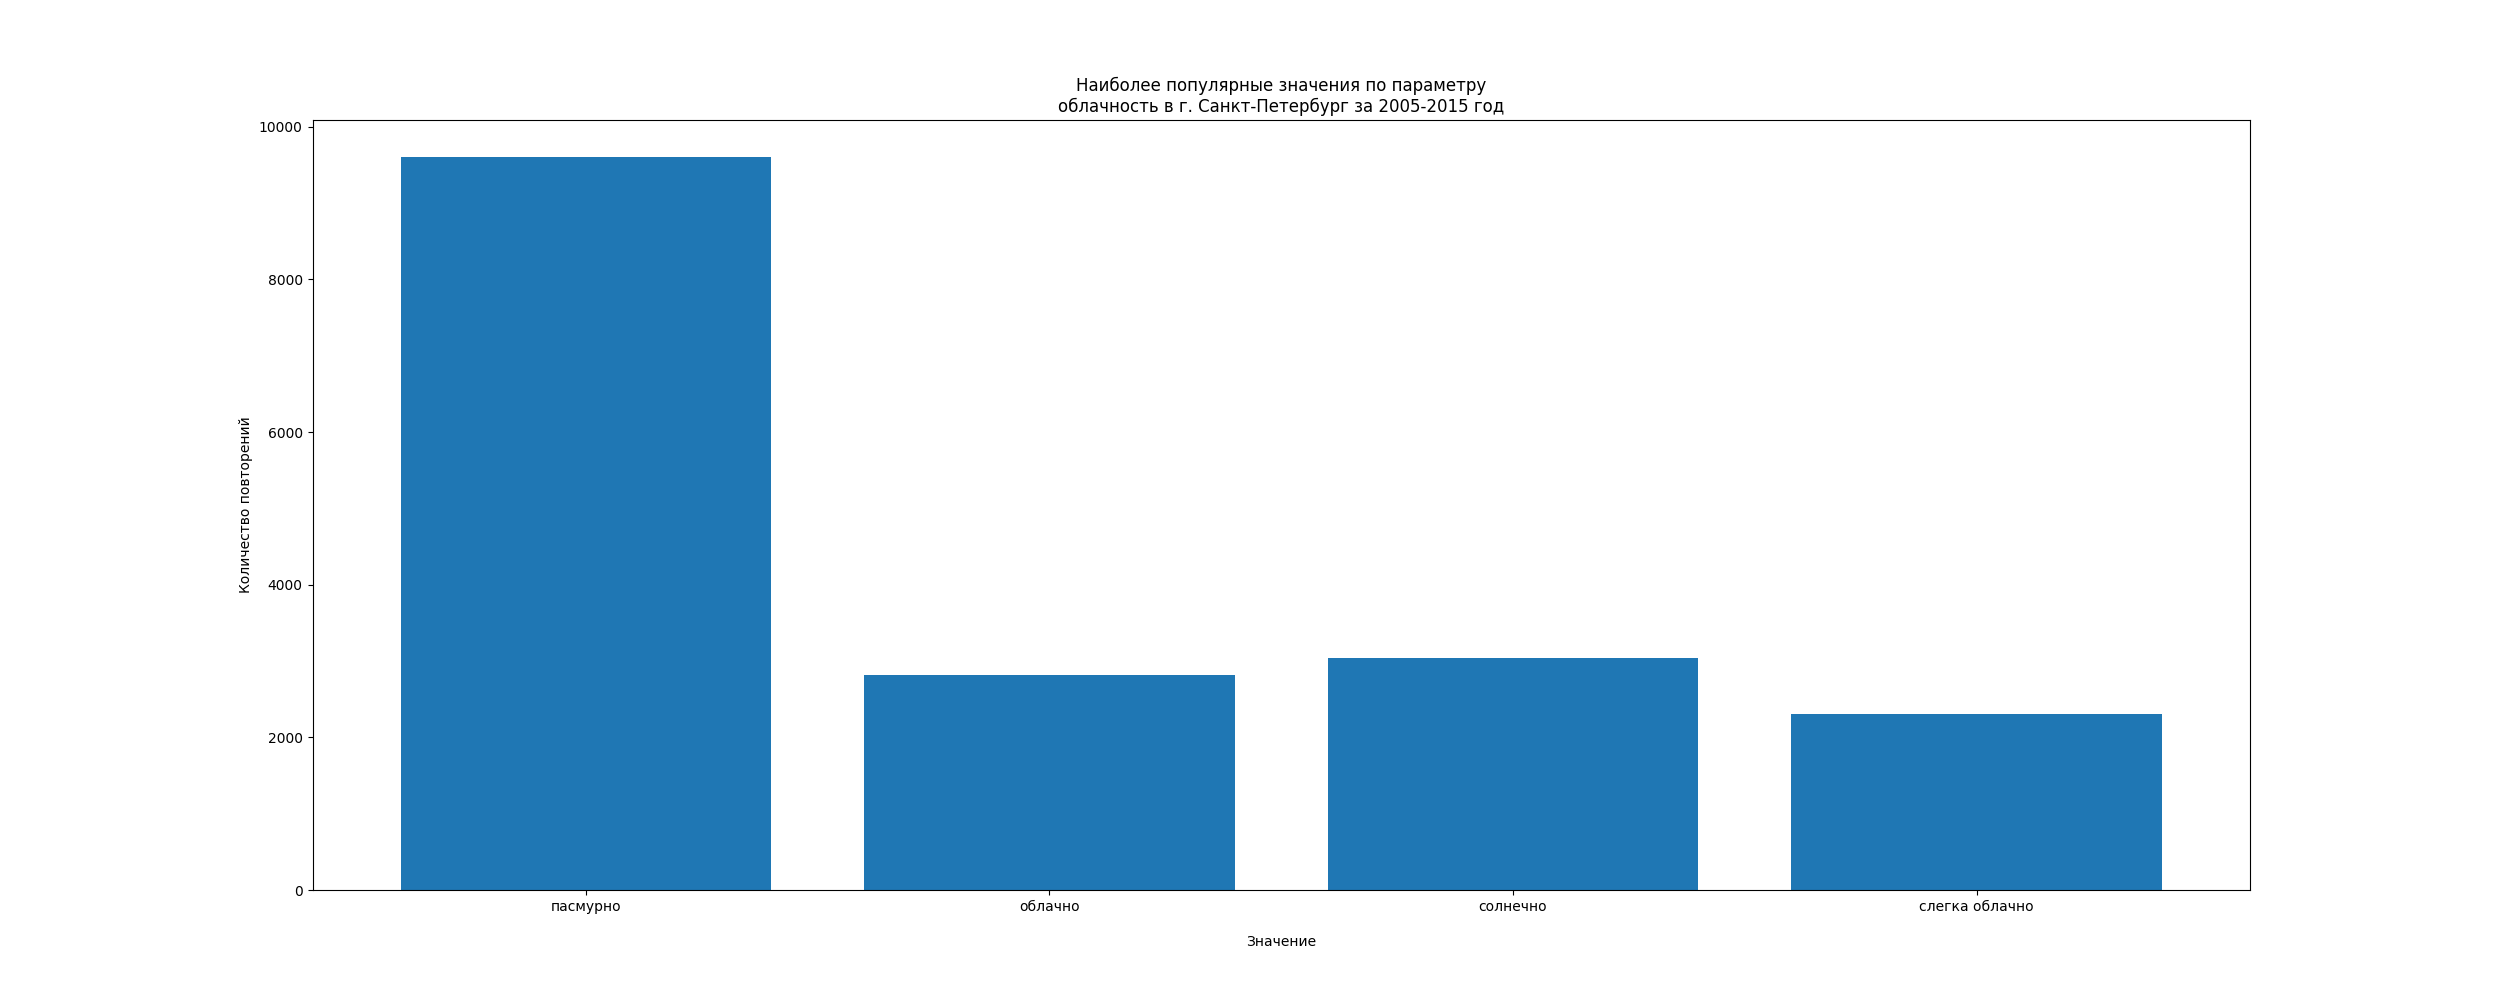 Наиболее популярные значения по параметру
облачность в г. Санкт-Петербург за 2005-2015 год
10000
8000
6000
4000
2000
0
Количество повторений
пасмурно
облачно
солнечно
слегка облачно
Значение